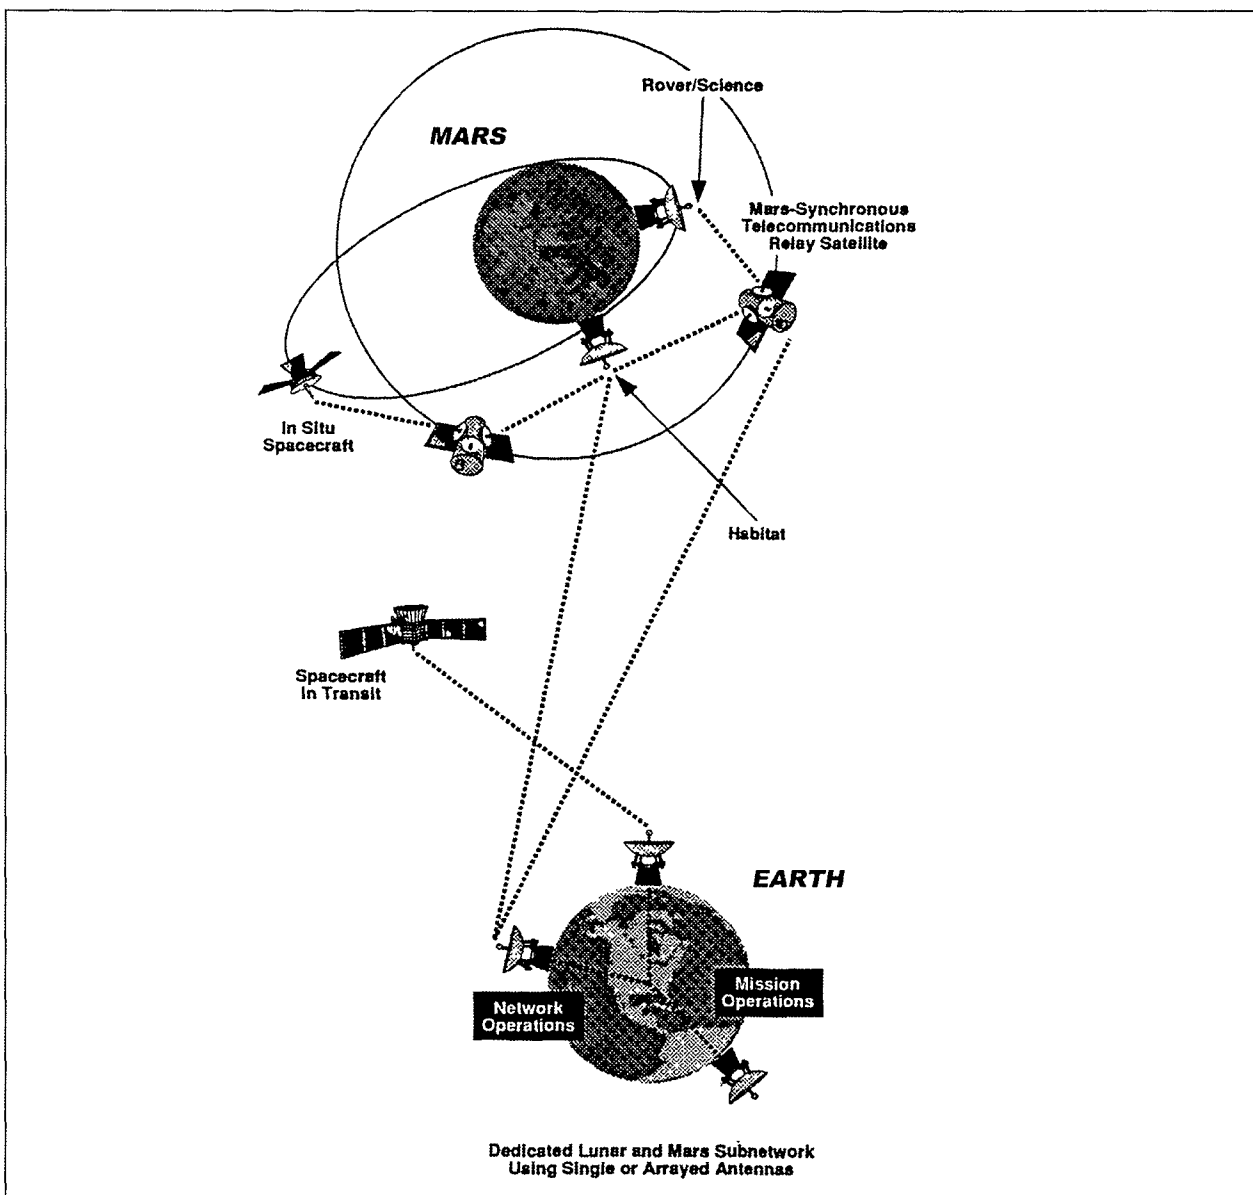 Rover/Science
MARS
Mars-Synchronous
Telecommunications
Relay Satellite
In Situ
Spacecraft
Habitat
Spacecraft
In Transit
EARTH
Mission
Operations
Network
Operations
Dedicated Lunar and Mars Subnetwork
Using Single or Arrayed Antennas